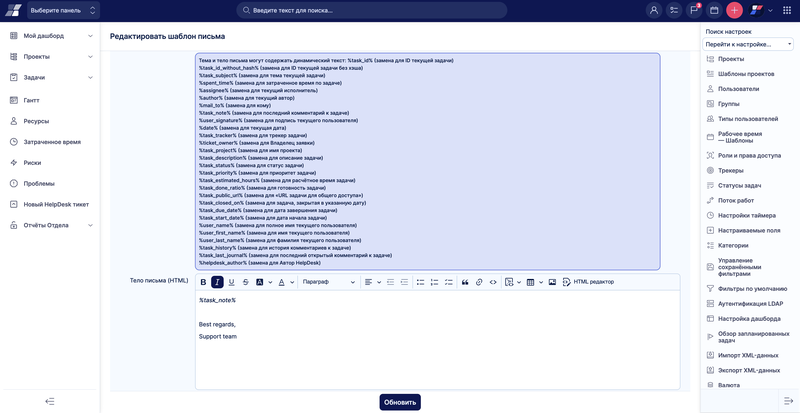 Выберите панель
Введите текст для поиска...
3
Мой дашборд
Проекты
Задачи
Гантт
Ресурсы
Затраченное время
Риски
Проблемы
Новый HelpDesk тикет
Отчёты Отдела
Редактировать шаблон письма
Тема и тело письма могут содержать динамический текст: %task_id% (замена для ID текущей задачи)
%task_id_without_hash% (замена для ID текущей задачи без хэша)
%task_subject% (замена для тема текущей задачи)
%spent_time% (замена для затраченное время по задаче)
%assignee% (замена для текущий исполнитель)
%author% (замена для текущий автор)
%mail_to% (замена для кому)
%task_note% (замена для последний комментарий к задаче)
%user_signature% (замена для подпись текущего пользователя)
%date% (замена для текущая дата)
%task_tracker% (замена для трекер задачи)
%ticket_owner% (замена для Владелец заявки)
%task_project% (замена для имя проекта)
%task_description% (замена для описание задачи)
%task_status% (замена для статус задачи)
%task_priority% (замена для приоритет задачи)
%task_estimated_hours% (замена для расчётное время задачи)
%task_done_ratio% (замена для готовность задачи)
%task_public_url% (замена для «URL задачи для общего доступа»)
%task_closed_on% (замена для задача, закрытая в указанную дату)
%task_due_date% (замена для дата завершения задачи)
%task_start_date% (замена для дата начала задачи)
%user_name% (замена для полное имя текущего пользователя)
%user_first_name% (замена для имя текущего пользователя)
%user_last_name% (замена для фамилия текущего пользователя)
%task_history% (замена для история комментариев к задаче)
%task_last_journal% (замена для последний открытый комментарий к задаче)
%helpdesk_author% (замена для Автор HelpDesk)
Тело письма (HTML)
B I U S A A Параграф HTML редактор
%task_note%
Best regards,
Support team
Обновить
Поиск настроек
Перейти к настройке...
Проекты
Шаблоны проектов
Пользователи
Группы
Типы пользователей
Рабочее время
— Шаблоны
Роли и права доступа
Трекеры
Статусы задач
Поток работ
Настройки таймера
Настраиваемые поля
Категории
Управление
сохранёнными
фильтрами
Фильтры по умолчанию
Аутентификация LDAP
Настройка дашборда
Обзор запланированных
задач
Импорт XML-данных
Экспорт XML-данных
Валюта